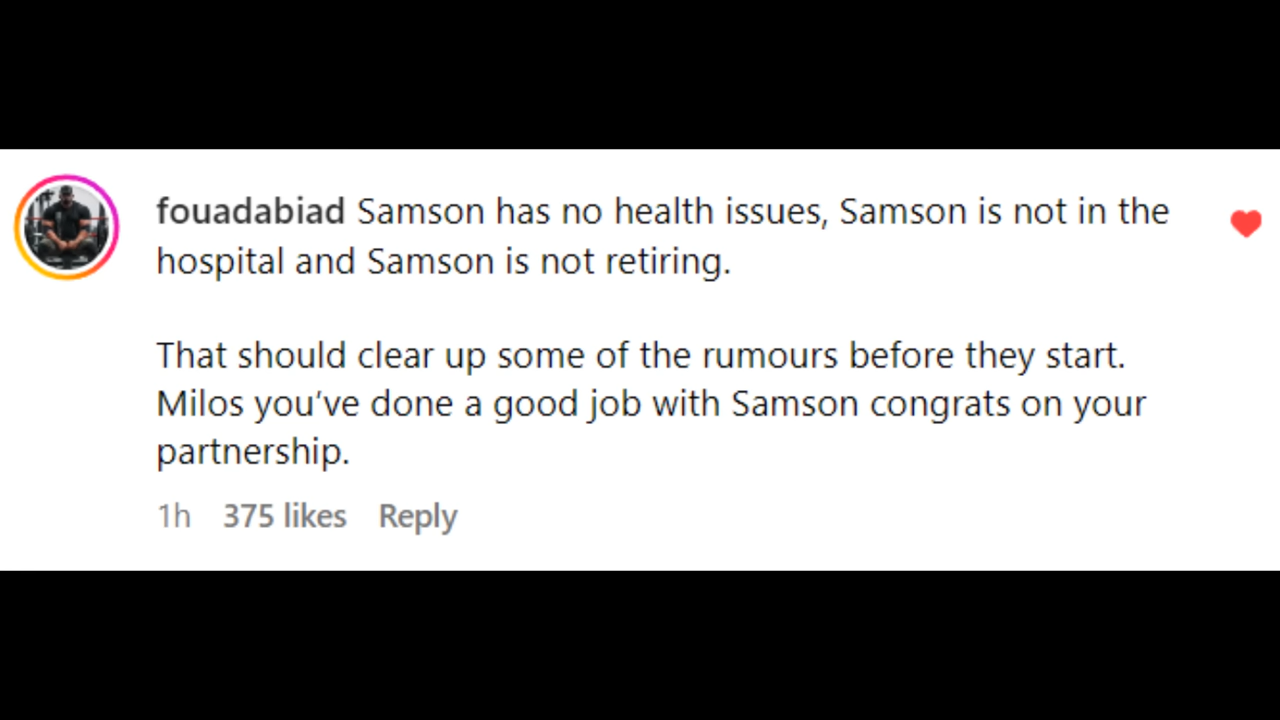 fouadabiad Samson has no health issues, Samson is not in the
hospital and Samson is not retiring.
That should clear up some of the rumours before they start.
Milos you’ve done a good job with Samson congrats on your
partnership.
1h 375 likes Reply